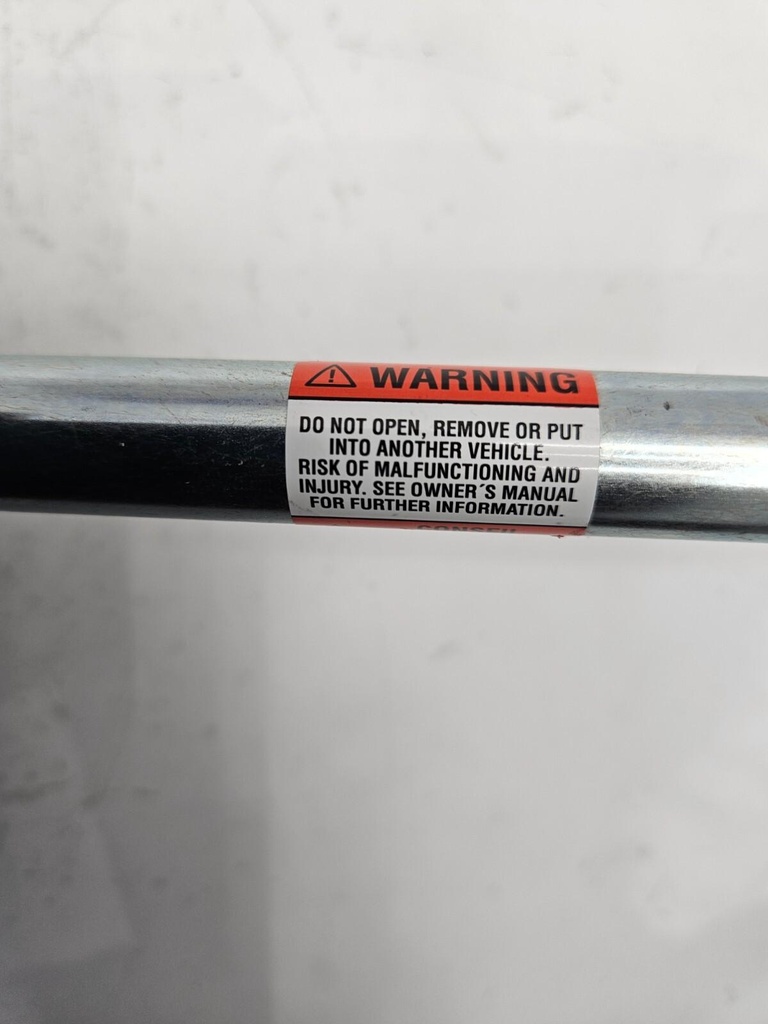 WARNING
DO NOT OPEN, REMOVE OR PUT
INTO ANOTHER VEHICLE.
RISK OF MALFUNCTIONING AND
INJURY. SEE OWNER´S MANUAL
FOR FURTHER INFORMATION.